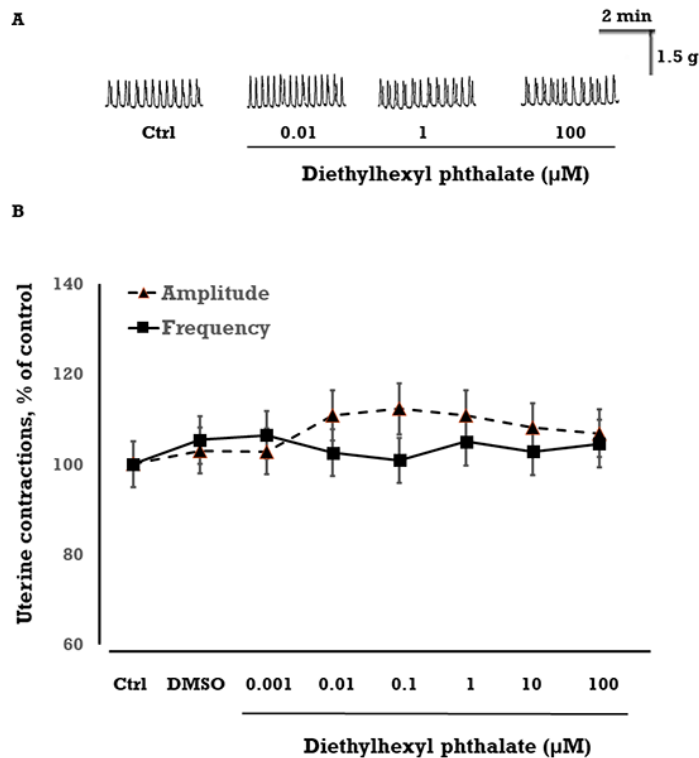 A
2 min
1.5 g
Ctrl 0.01 1 100
Diethylhexyl phthalate (µM)
B
Uterine contractions, % of control
140
120
100
80
60
Amplitude
Frequency
Ctrl DMSO 0.001 0.01 0.1 1 10 100
Diethylhexyl phthalate (µM)